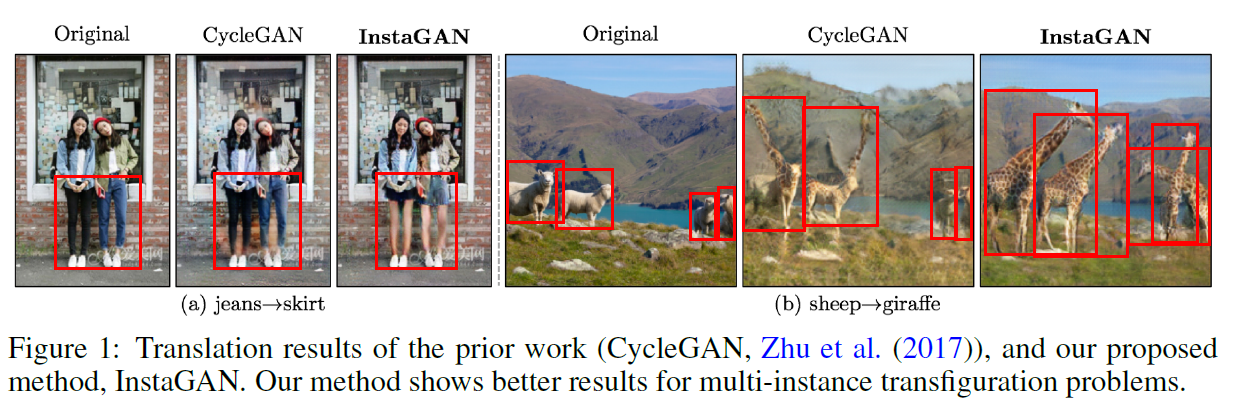 Original
CycleGAN
InstaGAN
Original
CycleGAN
InstaGAN
(a) jeans→skirt
(b) sheep→giraffe
Figure 1: Translation results of the prior work (CycleGAN, Zhu et al. (2017)), and our proposed
method, InstaGAN. Our method shows better results for multi-instance transfiguration problems.